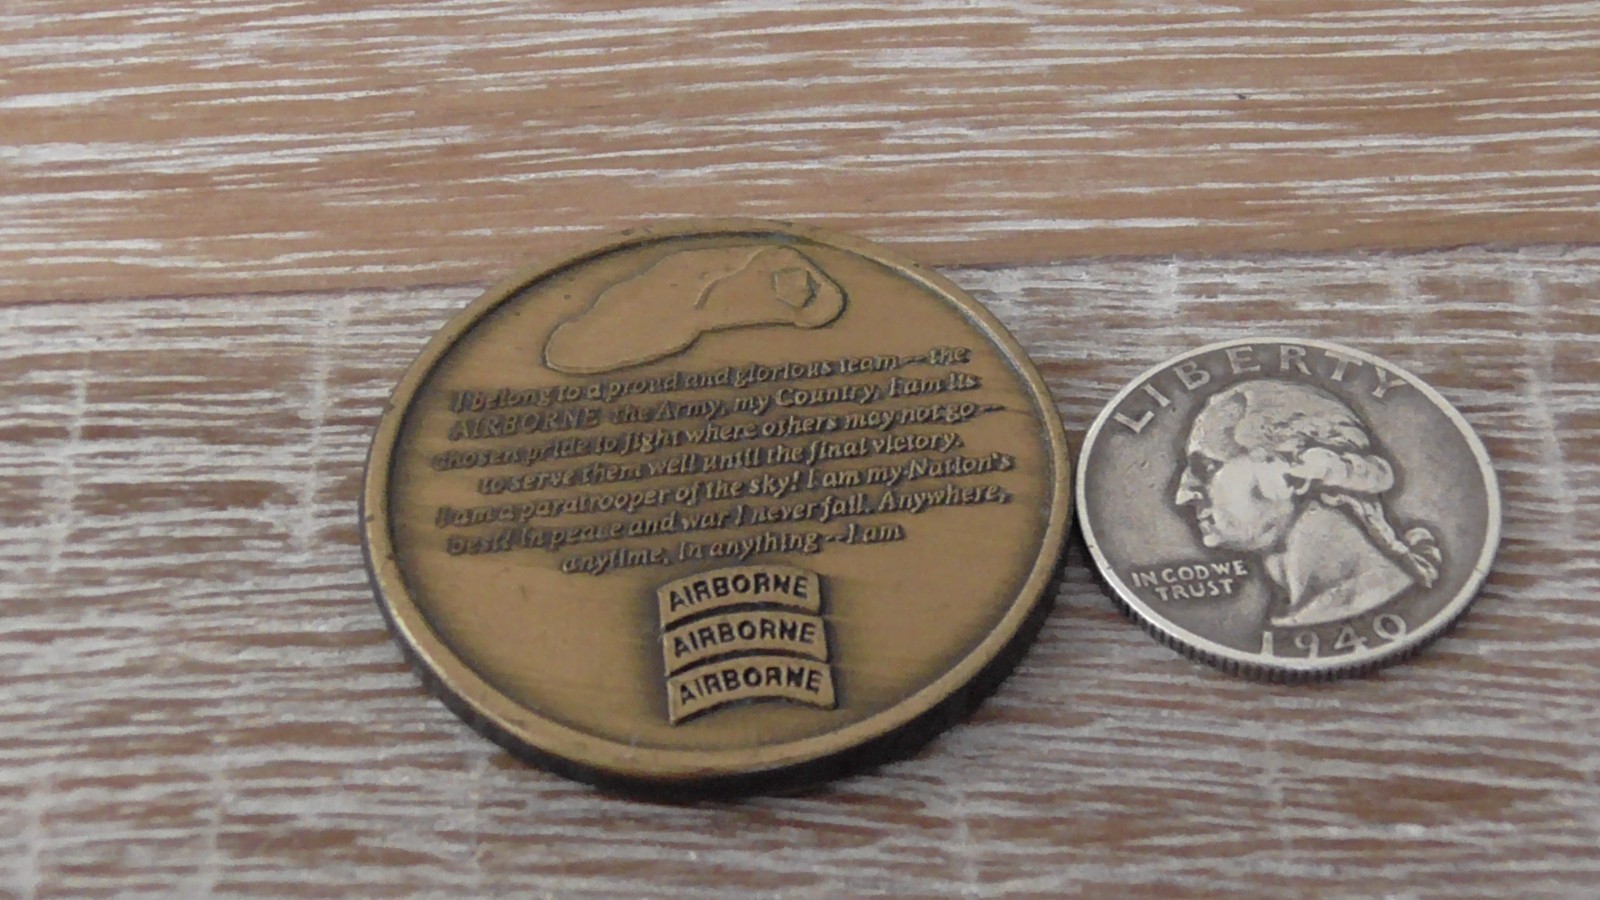 I belong to a proud and glorious team -- the
AIRBORNE the Army, my Country. I am its
chosen pride to fight where others may not go --
to serve them well untill the final victory.
I am a paratrooper of the sky! I am my Nation's
best! In peace and war I never fail. Anywhere,
anytime, in anything -- I am
AIRBORNE
AIRBORNE
AIRBORNE
LIBERTY
IN GOD WE
TRUST
1940